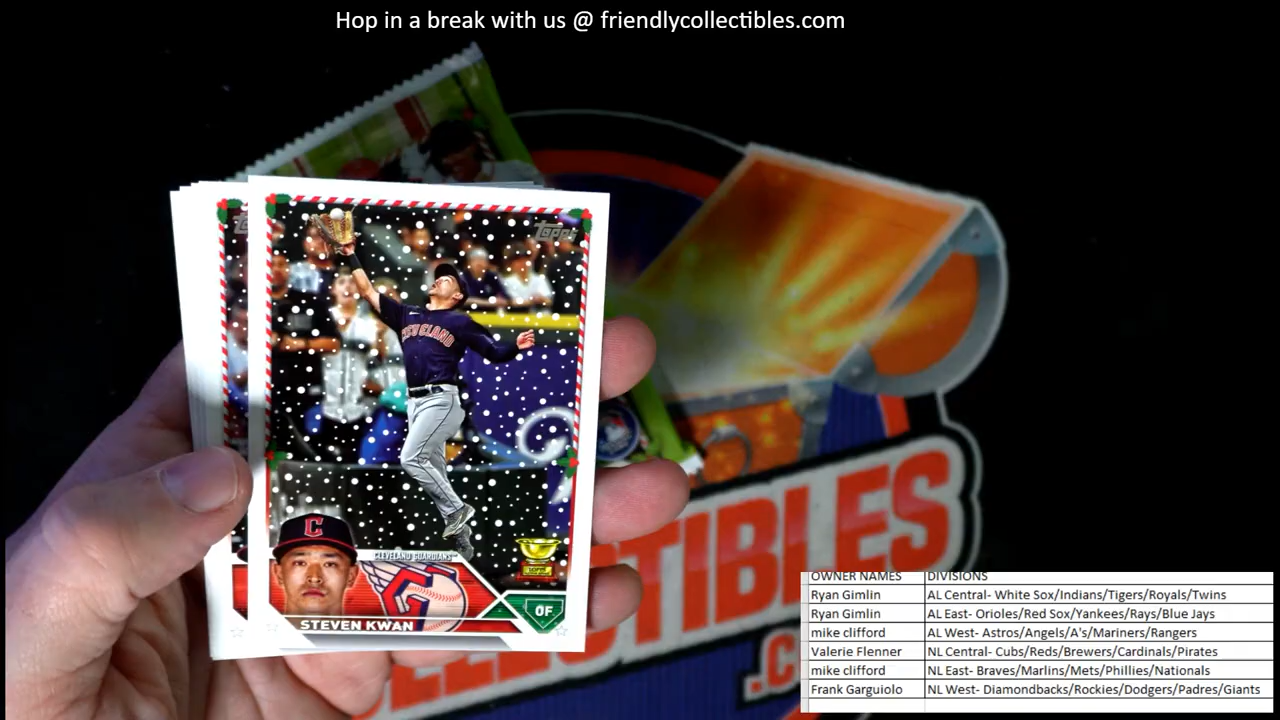 Hop in a break with us @ friendlycollectibles.com
Topps
CLEVELAND
C
CLEVELAND GUARDIANS
OF
STEVEN KWAN
OWNER NAMES DIVISIONS
Ryan Gimlin AL Central- White Sox/Indians/Tigers/Royals/Twins
Ryan Gimlin AL East- Orioles/Red Sox/Yankees/Rays/Blue Jays
mike clifford AL West- Astros/Angels/A's/Mariners/Rangers
Valerie Flenner NL Central- Cubs/Reds/Brewers/Cardinals/Pirates
mike clifford NL East- Braves/Marlins/Mets/Phillies/Nationals
Frank Garguiolo NL West- Diamondbacks/Rockies/Dodgers/Padres/Giants